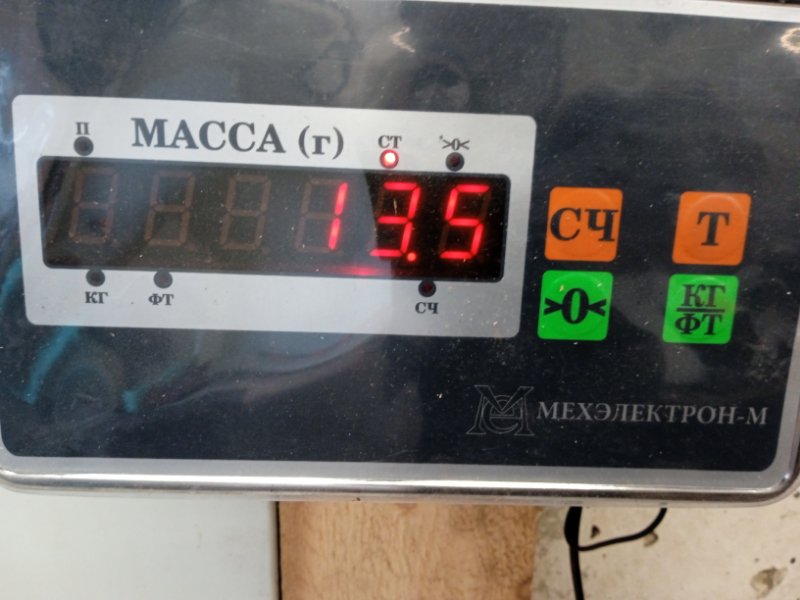 П
МАССА (г)
СТ
>0<
13.5
КГ
ФТ
СЧ
СЧ
Т
>0<
КГ
ФТ
МЕХЭЛЕКТРОН-М